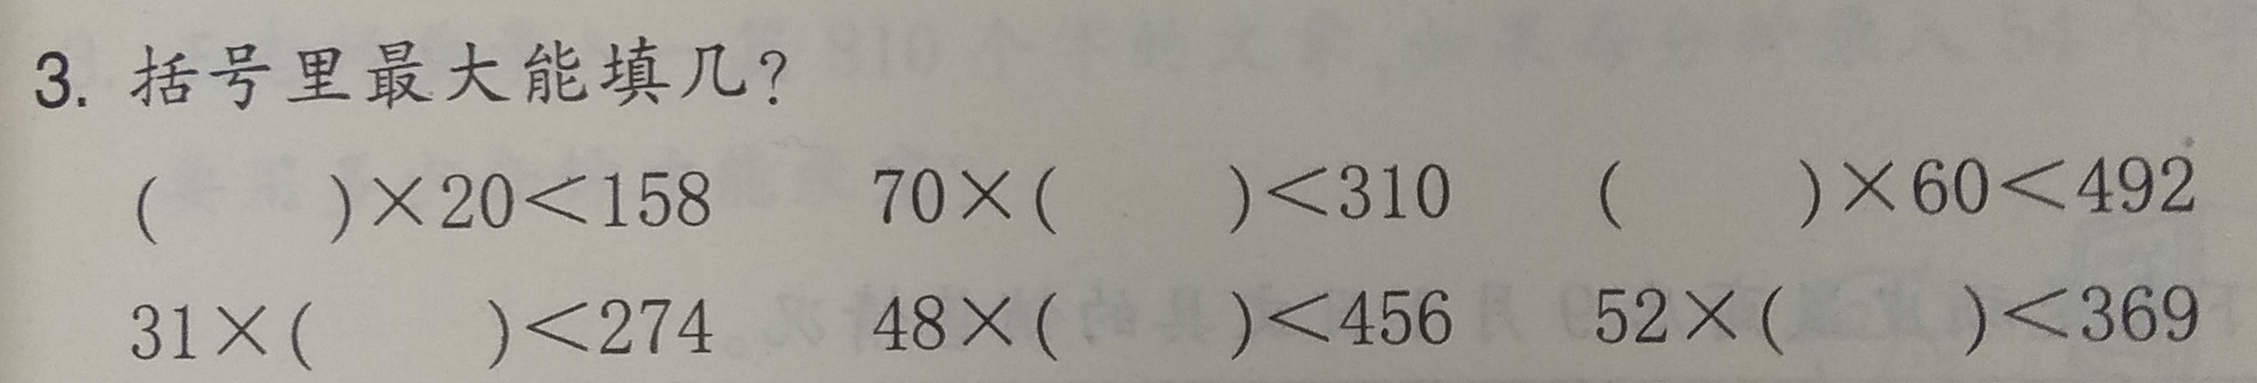 3. 括号里最大能填几?
(    )×20<158    70×(    )<310    (    )×60<492
31×(    )<274    48×(    )<456    52×(    )<369